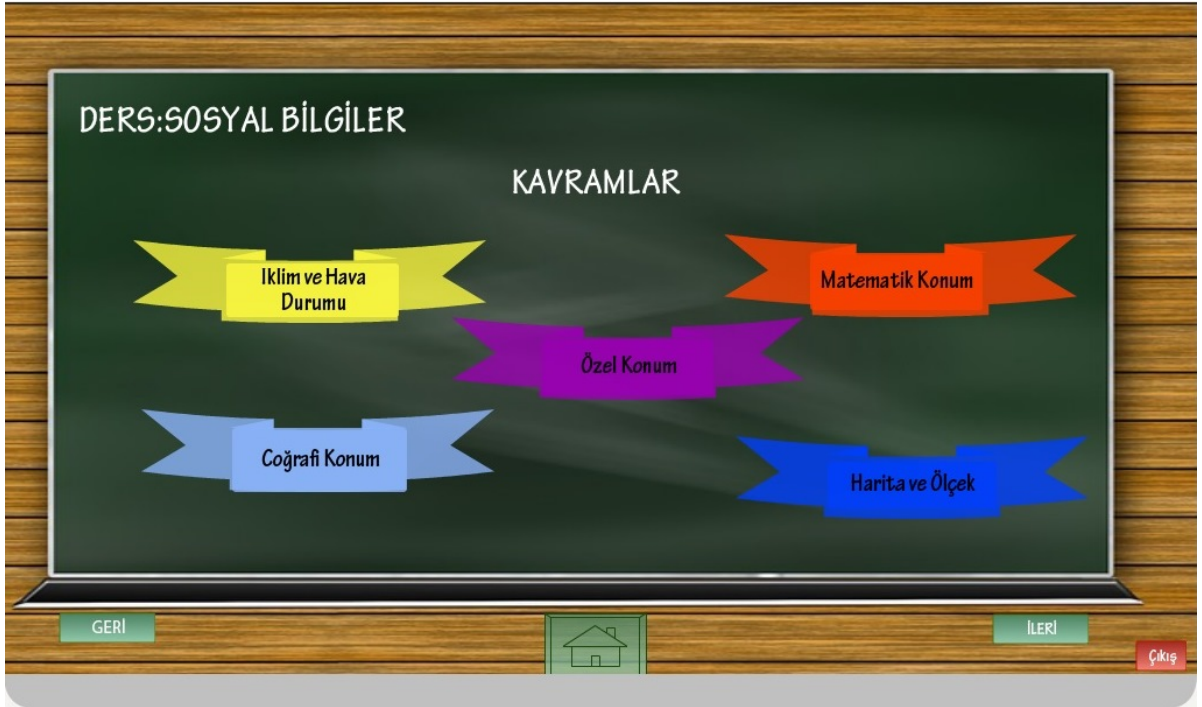 DERS:SOSYAL BİLGİLER
KAVRAMLAR
Iklim ve Hava
Durumu
Matematik Konum
Özel Konum
Coğrafi Konum
Harita ve Ölçek
GERİ
İLERİ
Çıkış